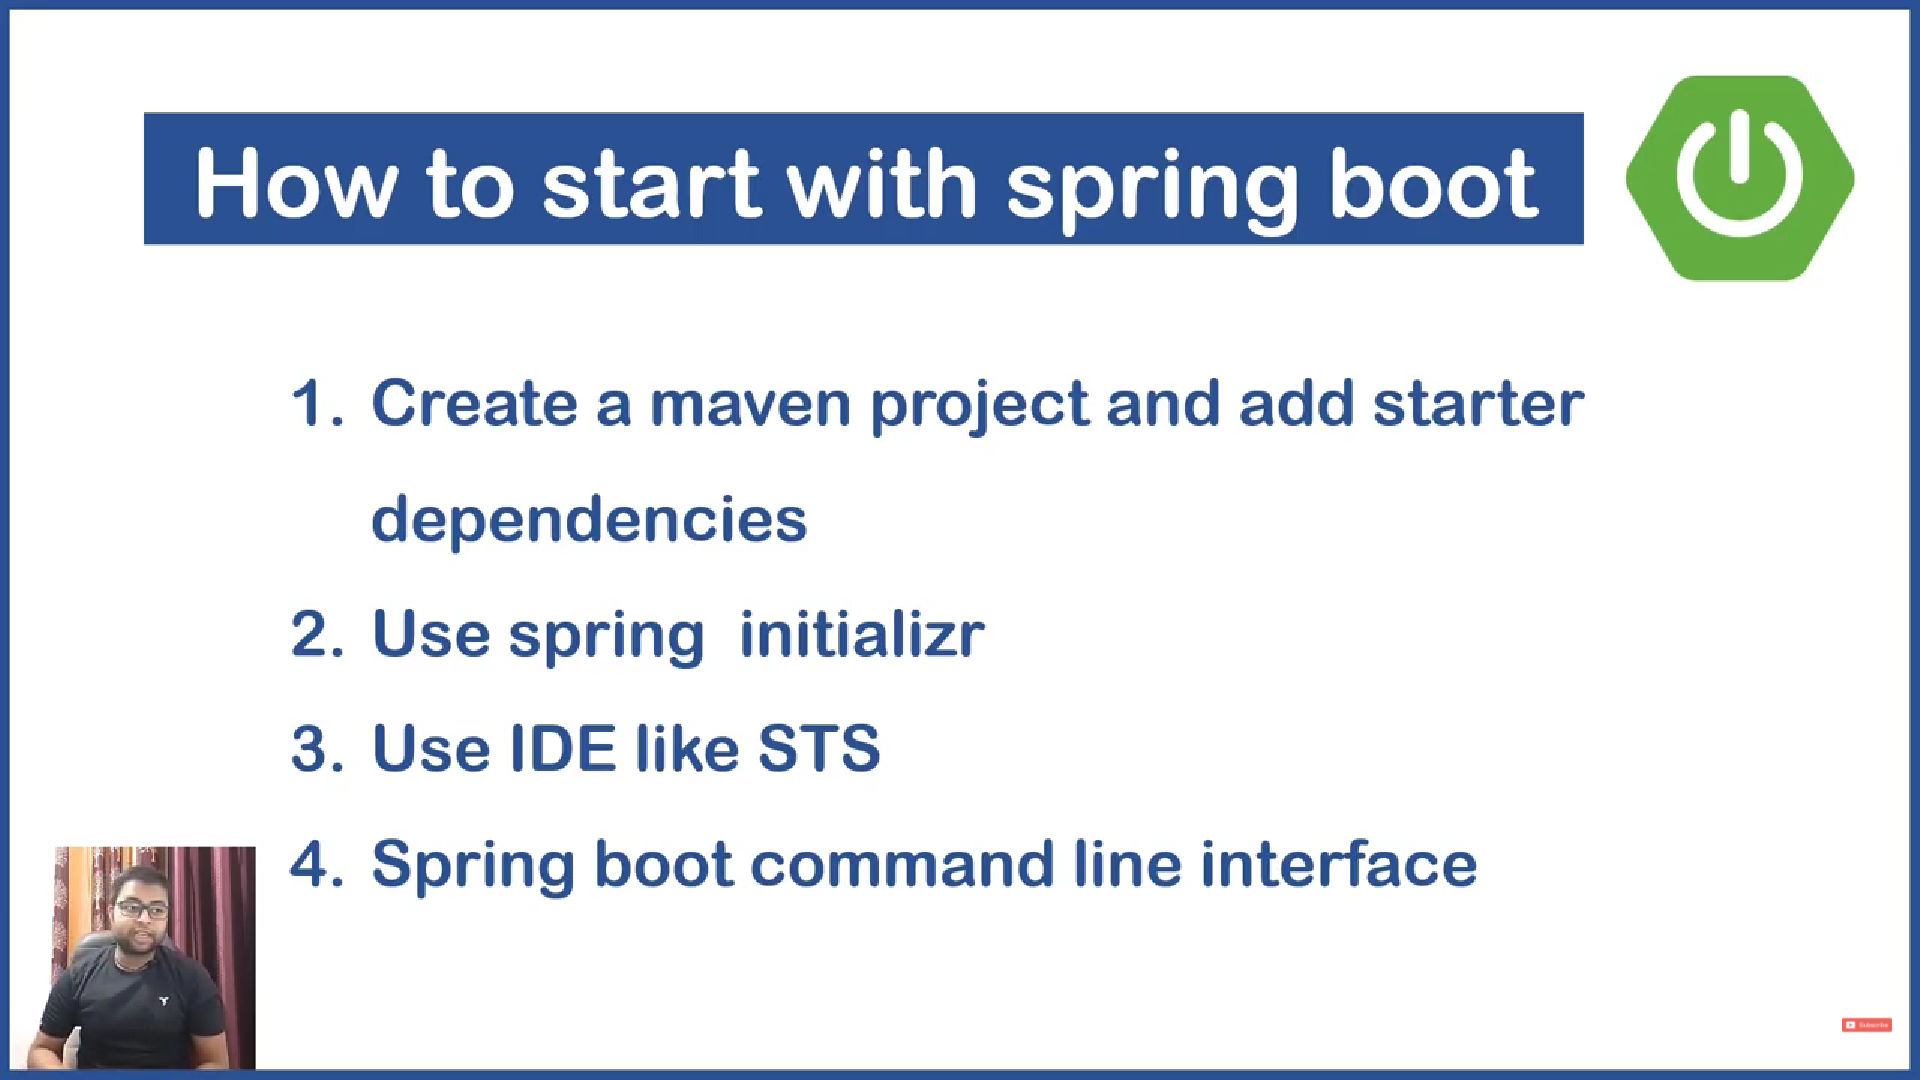 How to start with spring boot
1. Create a maven project and add starter
dependencies
2. Use spring initializr
3. Use IDE like STS
4. Spring boot command line interface
Subscribe